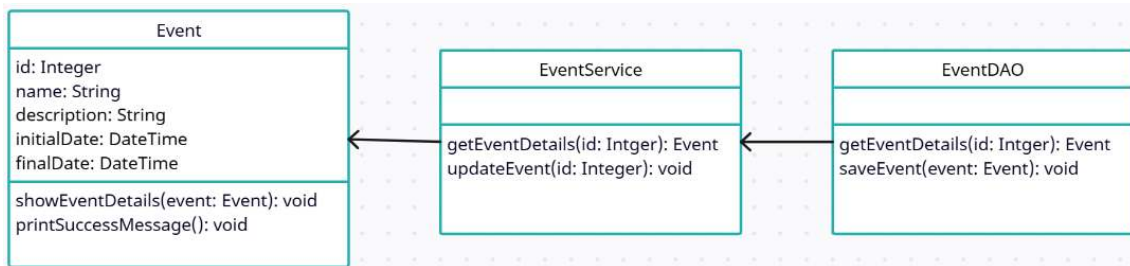 Event
id: Integer
name: String
description: String
initialDate: DateTime
finalDate: DateTime
showEventDetails(event: Event): void
printSuccessMessage(): void
EventService
getEventDetails(id: Intger): Event
updateEvent(id: Integer): void
EventDAO
getEventDetails(id: Intger): Event
saveEvent(event: Event): void